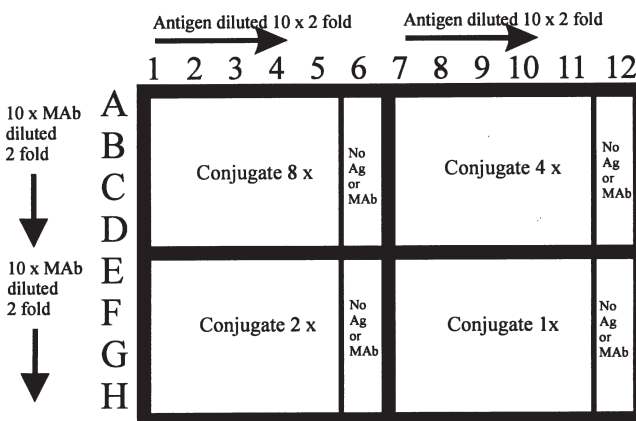 Antigen diluted 10 x 2 fold
Antigen diluted 10 x 2 fold
1 2 3 4 5 6 7 8 9 10 11 12
10 x MAb
diluted
2 fold
A
B
C
D
Conjugate 8 x
No
Ag
or
MAb
Conjugate 4 x
No
Ag
or
MAb
10 x MAb
diluted
2 fold
E
F
G
H
Conjugate 2 x
No
Ag
or
MAb
Conjugate 1x
No
Ag
or
MAb